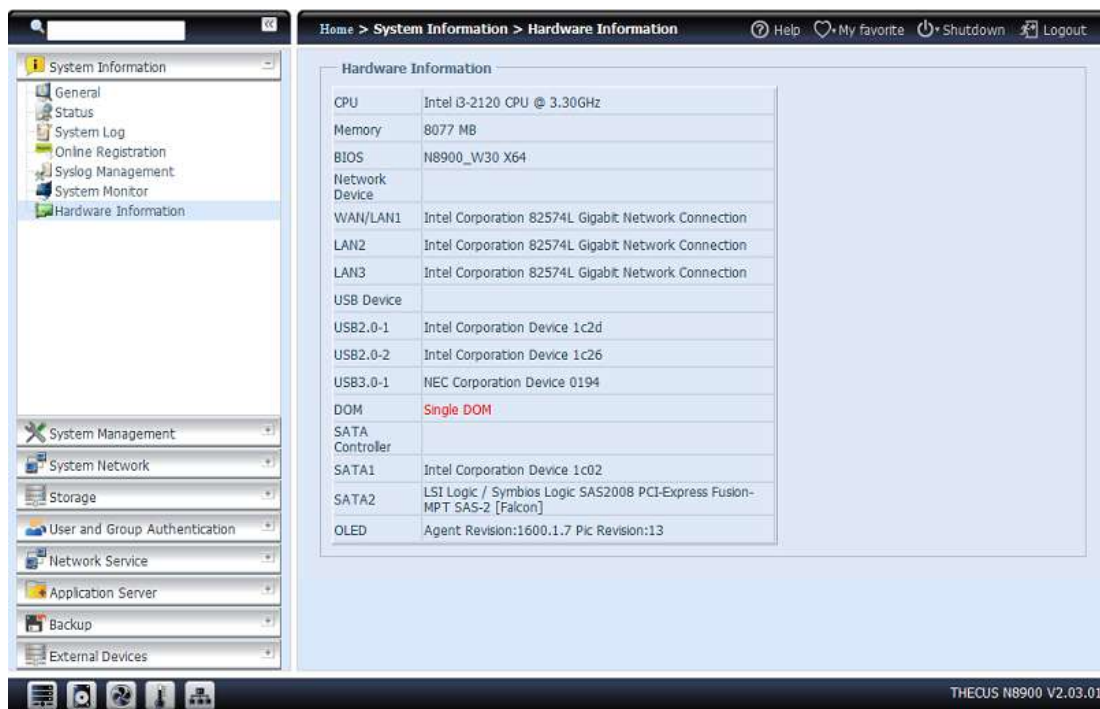 Home > System Information > Hardware Information
Help
My favorite
Shutdown
Logout
System Information
General
Status
System Log
Online Registration
Syslog Management
System Monitor
Hardware Information
System Management
System Network
Storage
User and Group Authentication
Network Service
Application Server
Backup
External Devices
Hardware Information
CPU Intel i3-2120 CPU @ 3.30GHz
Memory 8077 MB
BIOS N8900_W30 X64
Network
Device
WAN/LAN1 Intel Corporation 82574L Gigabit Network Connection
LAN2 Intel Corporation 82574L Gigabit Network Connection
LAN3 Intel Corporation 82574L Gigabit Network Connection
USB Device
USB2.0-1 Intel Corporation Device 1c2d
USB2.0-2 Intel Corporation Device 1c26
USB3.0-1 NEC Corporation Device 0194
DOM Single DOM
SATA
Controller
SATA1 Intel Corporation Device 1c02
SATA2 LSI Logic / Symbios Logic SAS2008 PCI-Express Fusion-
MPT SAS-2 [Falcon]
OLED Agent Revision:1600.1.7 Pic Revision:13
THECUS N8900 V2.03.01